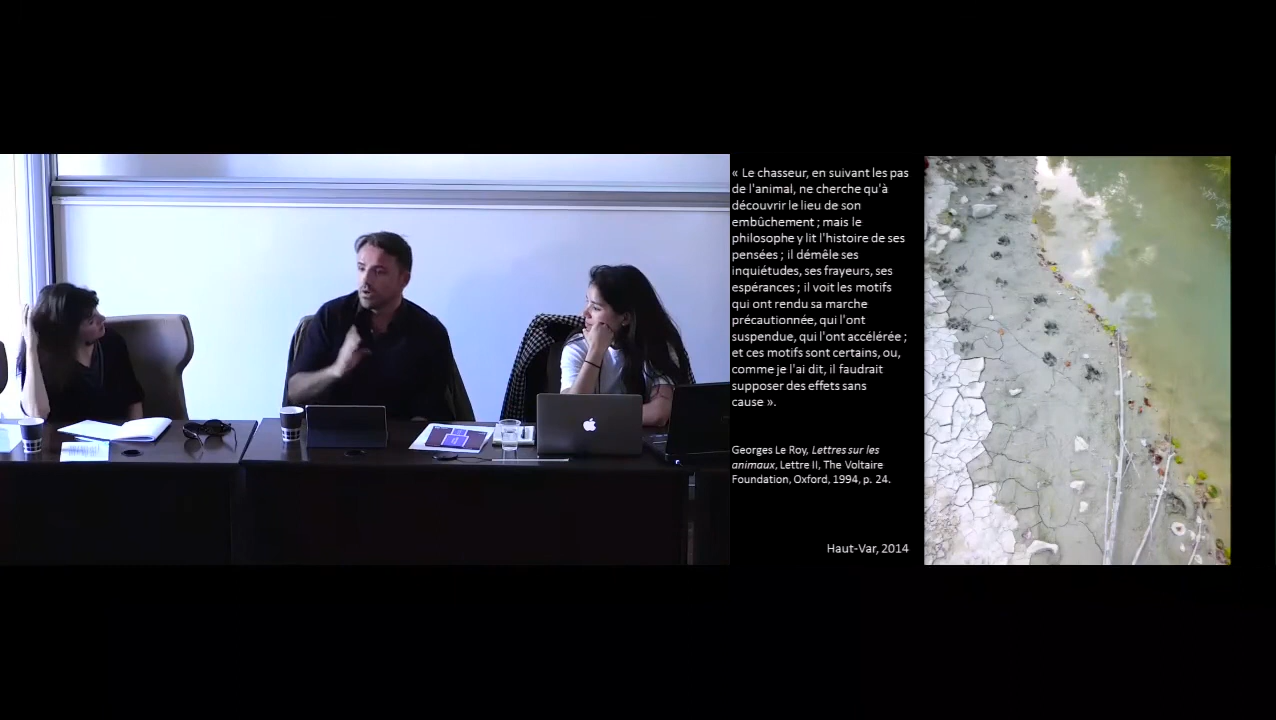 « Le chasseur, en suivant les pas
de l'animal, ne cherche qu'à
découvrir le lieu de son
embûchement ; mais le
philosophe y lit l'histoire de ses
pensées ; il démêle ses
inquiétudes, ses frayeurs, ses
espérances ; il voit les motifs
qui ont rendu sa marche
précautionnée, qui l'ont
suspendue, qui l'ont accélérée ;
et ces motifs sont certains, ou,
comme je l'ai dit, il faudrait
supposer des effets sans
cause ».
Georges Le Roy, Lettres sur les
animaux, Lettre II, The Voltaire
Foundation, Oxford, 1994, p. 24.
Haut-Var, 2014